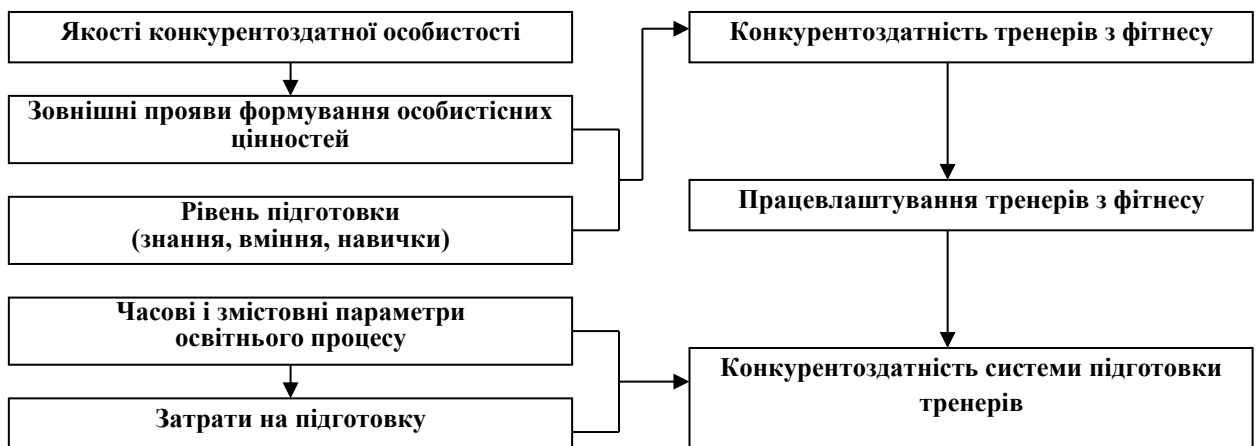 Якості конкурентоздатної особистості
Зовнішні прояви формування особистісних
цінностей
Рівень підготовки
(знання, вміння, навички)
Часові і змістовні параметри
освітнього процесу
Затрати на підготовку
Конкурентоздатність тренерів з фітнесу
Працевлаштування тренерів з фітнесу
Конкурентоздатність системи підготовки
тренерів